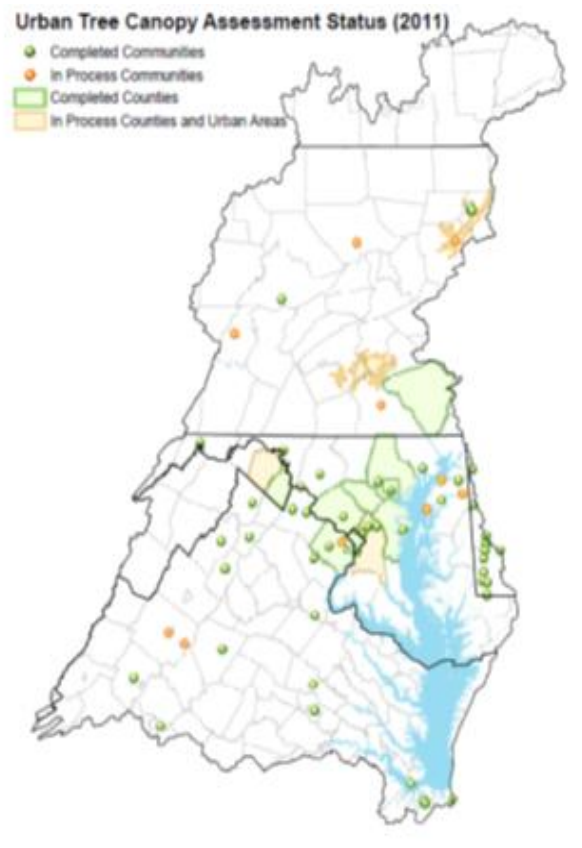 Urban Tree Canopy Assessment Status (2011)
Completed Communities
In Process Communities
Completed Counties
In Process Counties and Urban Areas